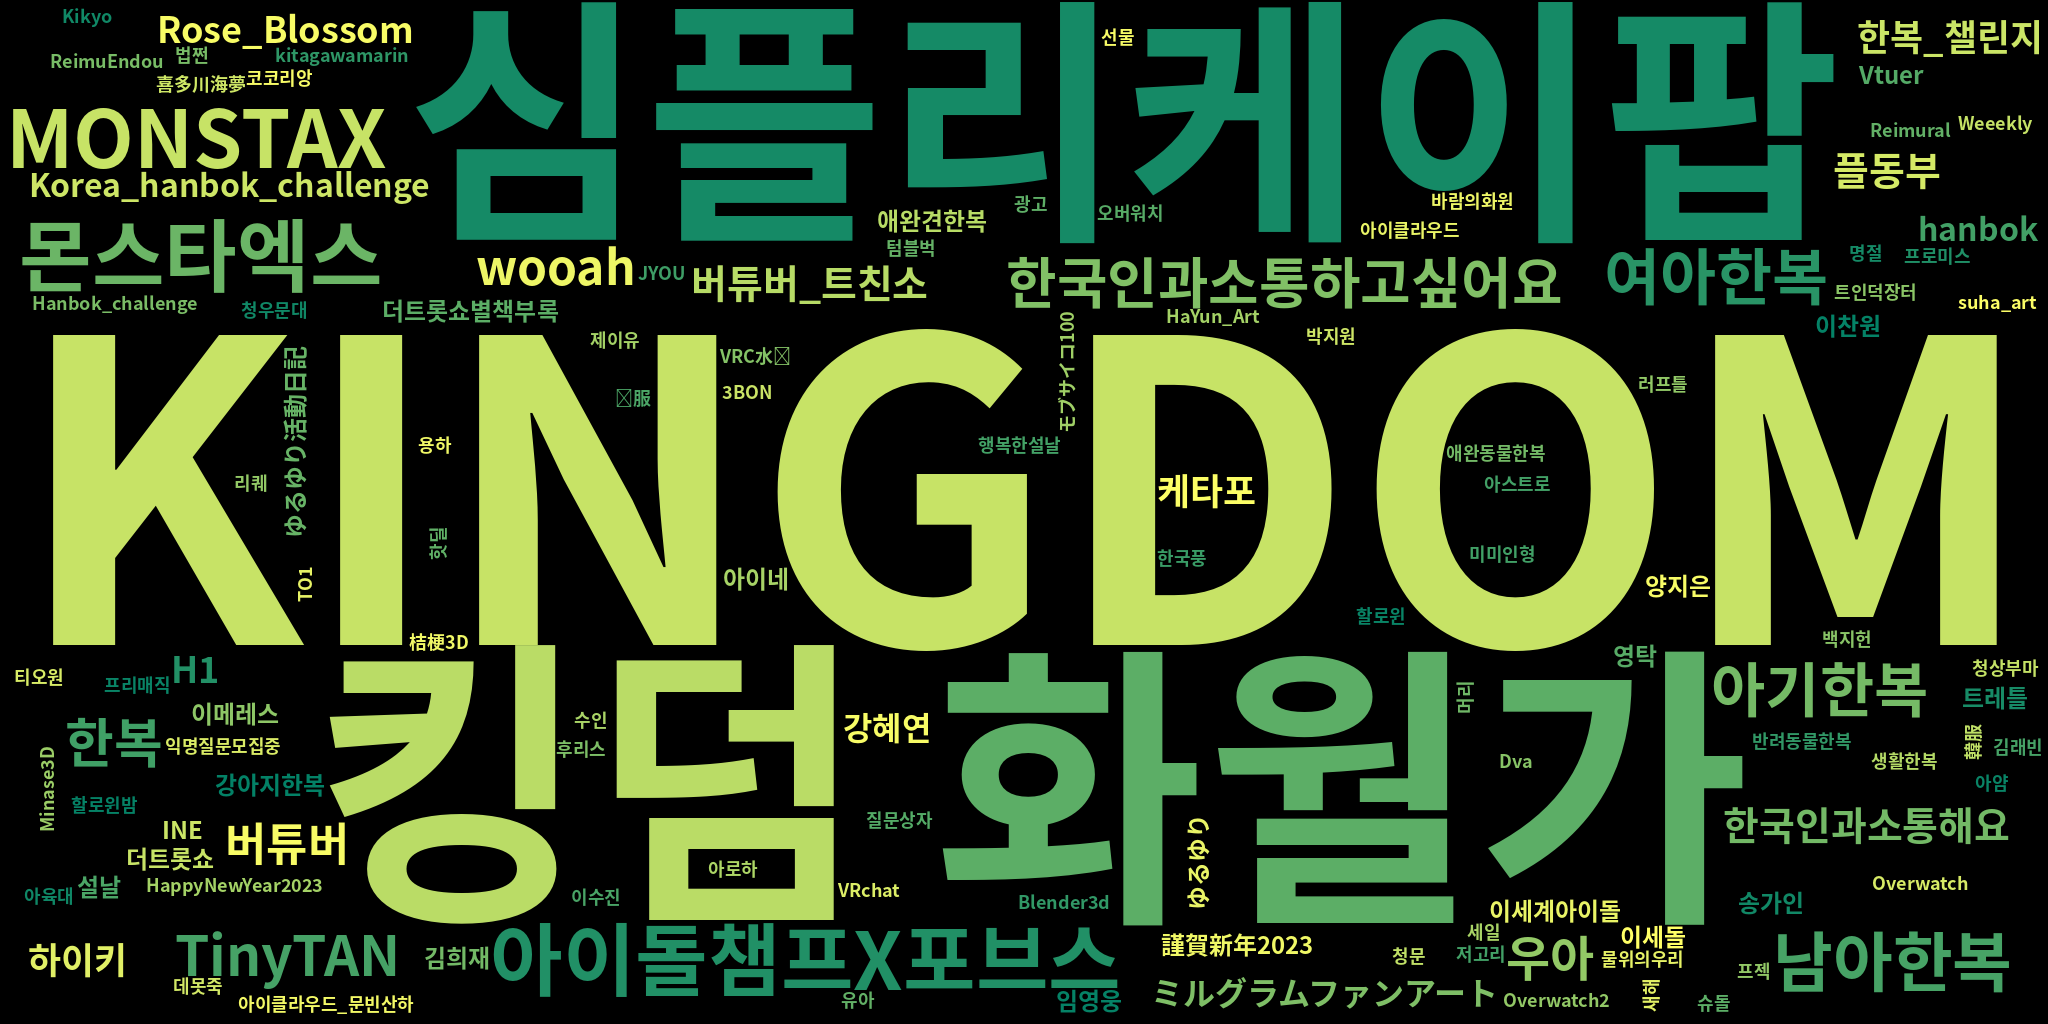 Kikyo
Rose_Blossom
ReimuEndou
법쩐
kitagawamarin
喜多川海夢
코코리앙
심플리케이팝
선물
한복_챌린지
Vtuer
MONSTAX
Reimural
Weeekly
Korea_hanbok_challenge
플동부
애완견한복
광고
오버워치
바람의화원
아이클라우드
텀블벅
hanbok
몬스타엑스
wooah
JYOU
버튜버_트친소
한국인과소통하고싶어요
여아한복
명절
프로미스
Hanbok_challenge
청우문대
더트롯쇼별책부록
HaYun_Art
트인덕장터
suha_art
제이유
박지원
이찬원
KINGDOM
ゆるゆり活動日記
VRC水
服
3BON
モブサイコ100
러프틀
리퀘
용하
행복한설날
케타포
애완동물한복
아스트로
핫딜
한국풍
미미인형
TO1
아이네
양지은
할로윈
桔梗3D
백지헌
영탁
티오원
프리매직
H1
킹덤
화월가
머리
아기한복
청상부마
트레틀
이메레스
수인
강혜연
한복
익명질문모집중
후리스
Dva
반려동물한복
韓服
김래빈
생활한복
Minase3D
강아지한복
아얌
할로윈밤
질문상자
ゆるゆり
한국인과소통해요
INE
버튜버
더트롯쇼
아로하
HappyNewYear2023
VRchat
Overwatch
아육대
설날
이수진
Blender3d
이세계아이돌
송가인
하이키
TinyTAN
김희재
아이돌챔프X포브스
謹賀新年2023
세일
청문
저고리
우아
이세돌
물위의우리
프젝
남아한복
데못죽
아이클라우드_문빈산하
유아
임영웅
ミルグラムファンアート
Overwatch2
새해
슈돌